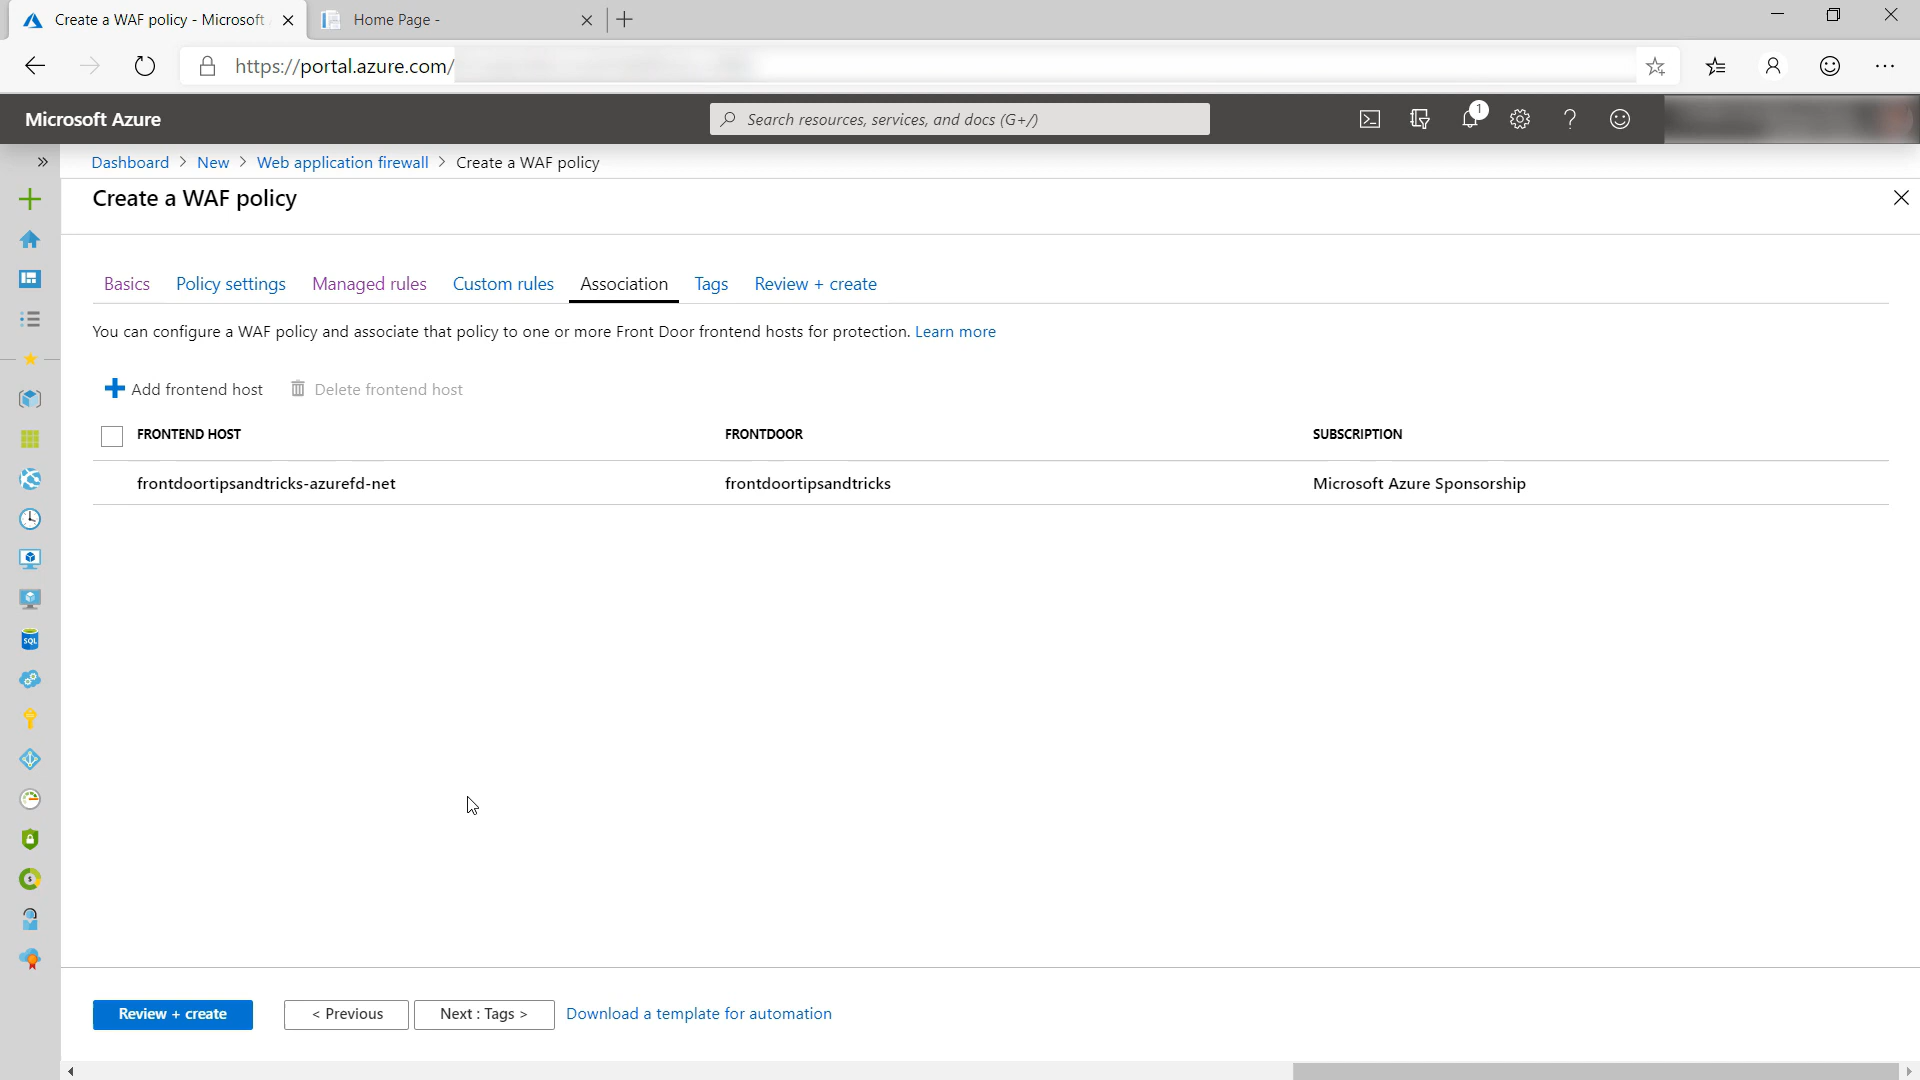 Create a WAF policy - Microsoft
Home Page -
https://portal.azure.com/
Microsoft Azure
Search resources, services, and docs (G+/)
1
Dashboard > New > Web application firewall > Create a WAF policy
Create a WAF policy
Basics Policy settings Managed rules Custom rules Association Tags Review + create
You can configure a WAF policy and associate that policy to one or more Front Door frontend hosts for protection. Learn more
Add frontend host Delete frontend host
FRONTEND HOST FRONTDOOR SUBSCRIPTION
frontdoortipsandtricks-azurefd-net frontdoortipsandtricks Microsoft Azure Sponsorship
SQL
Review + create < Previous Next : Tags > Download a template for automation